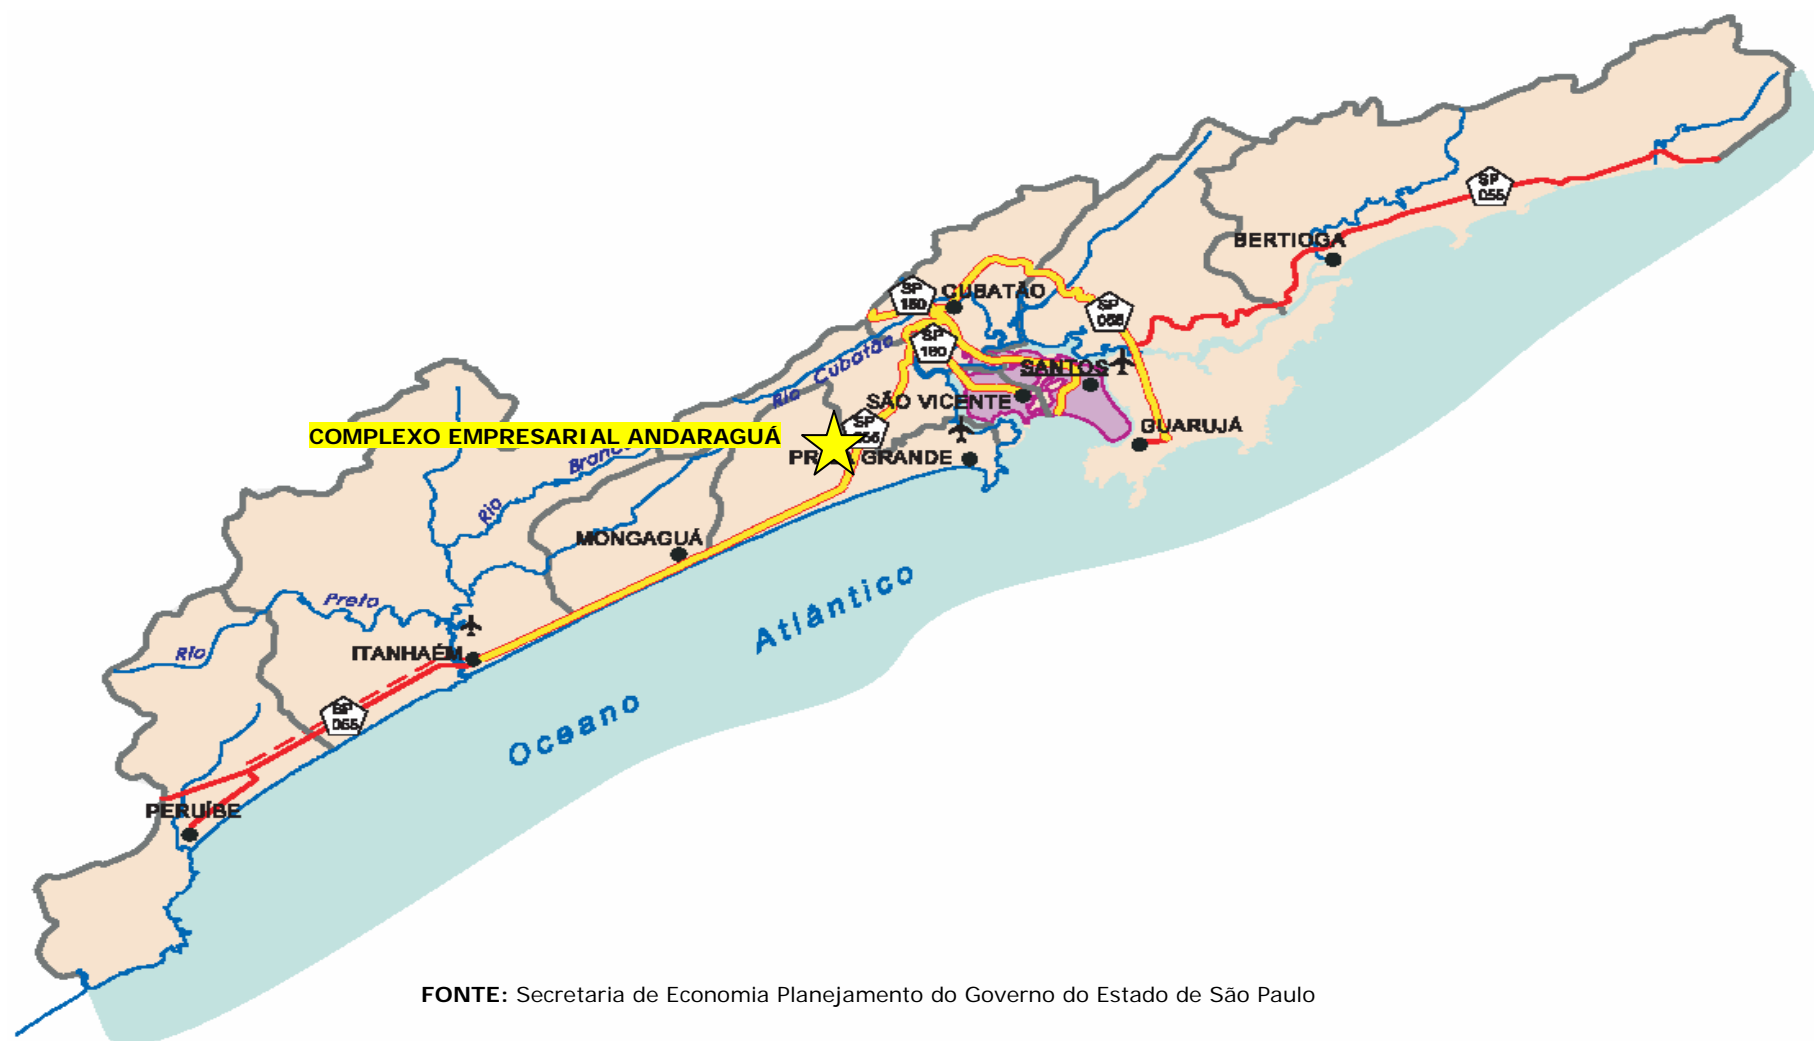 SP
055
BERTIOGA
SP
150
CUBATÃO
SP
055
SP
160
Rio Cubatão
SANTOS
SÃO VICENTE
SP
055
GUARUJÁ
COMPLEXO EMPRESARIAL ANDARAGUÁ
GRANDE
Rio Branco
MONGAGUÁ
Oceano Atlântico
Rio Preto
ITANHAÉM
SP
055
PERUÍBE
FONTE: Secretaria de Economia Planejamento do Governo do Estado de São Paulo